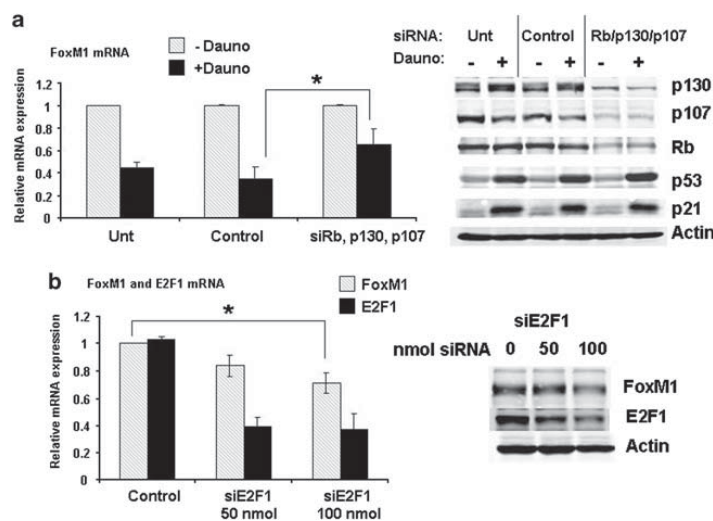 a
FoxM1 mRNA
- Dauno
+Dauno
*
Relative mRNA expression
1.2
1
0.8
0.6
0.4
0.2
0
Unt
Control
siRb, p130, p107
siRNA: Unt Control Rb/p130/p107
Dauno: - + - + - +
p130
p107
Rb
p53
p21
Actin
b
FoxM1 and E2F1 mRNA
FoxM1
E2F1
*
Relative mRNA expression
1.2
1
0.8
0.6
0.4
0.2
0
Control
siE2F1
50 nmol
siE2F1
100 nmol
siE2F1
nmol siRNA 0 50 100
FoxM1
E2F1
Actin